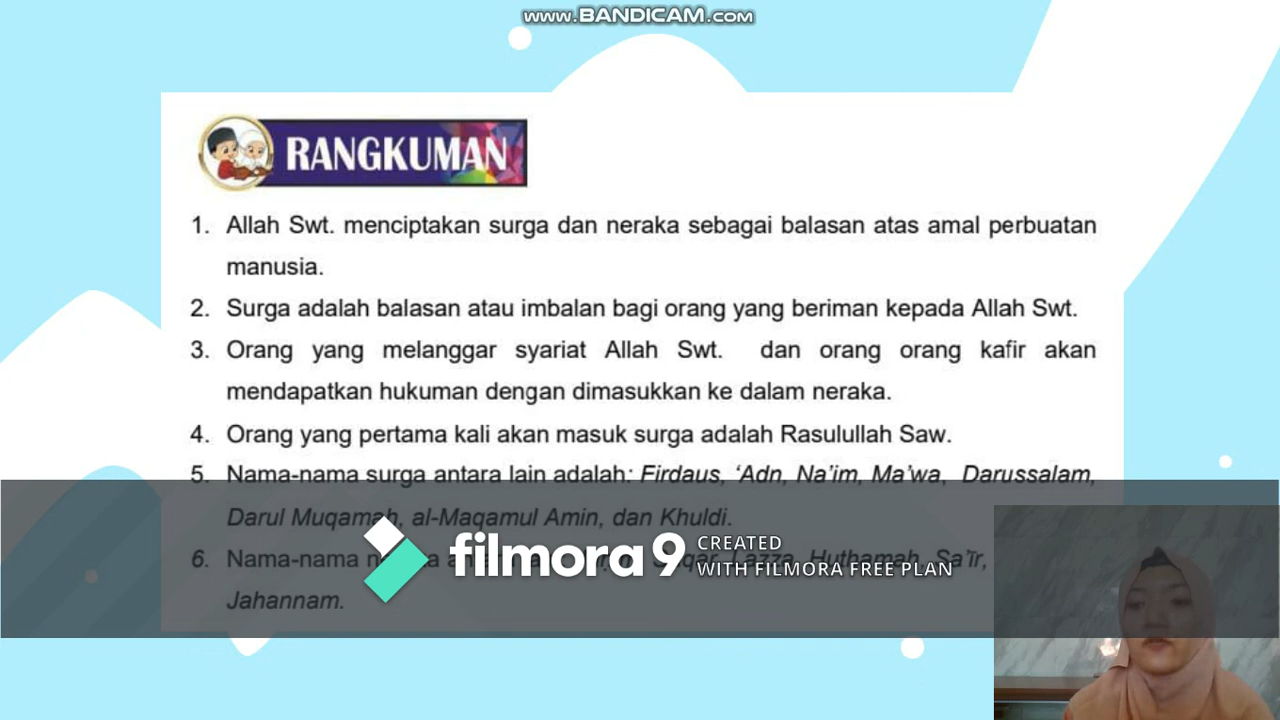 www.BANDICAM.com
RANGKUMAN
1. Allah Swt. menciptakan surga dan neraka sebagai balasan atas amal perbuatan
manusia.
2. Surga adalah balasan atau imbalan bagi orang yang beriman kepada Allah Swt.
3. Orang yang melanggar syariat Allah Swt. dan orang orang kafir akan
mendapatkan hukuman dengan dimasukkan ke dalam neraka.
4. Orang yang pertama kali akan masuk surga adalah Rasulullah Saw.
5. Nama-nama surga antara lain adalah: Firdaus, ‘Adn, Na’im, Ma’wa, Darussalam,
Darul Muqamah, al-Maqamul Amin, dan Khuldi.
6. Nama-nama Huthamah, Sa’ir,
Jahannam.
filmora9
CREATED
WITH FILMORA FREE PLAN